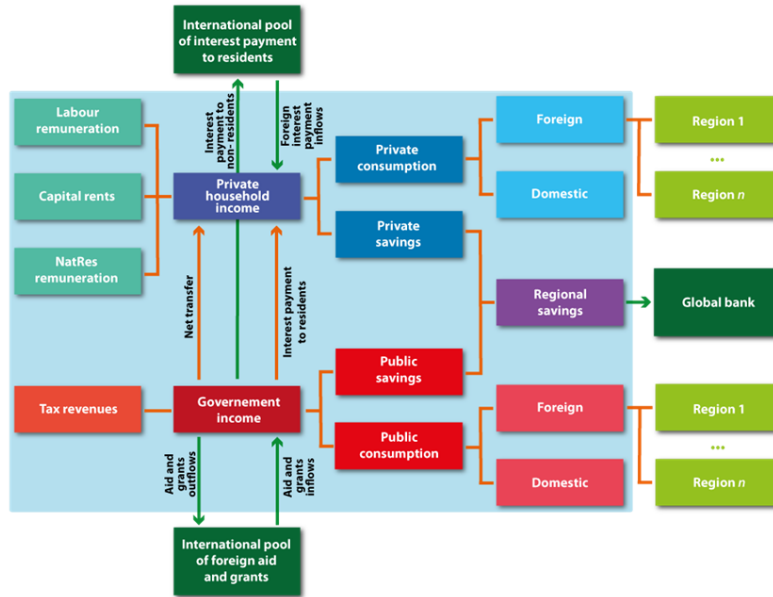 International pool
of interest payment
to residents
Labour
remuneration
Interest
payment to
non- residents
Foreign
interest
payment
inflows
Foreign
Region 1
...
Private
consumption
Capital rents
Private
household
income
Domestic
Region n
Private
savings
NatRes
remuneration
Net transfer
Interest payment
to residents
Regional
savings
Global bank
Public
savings
Tax revenues
Governement
income
Foreign
Region 1
...
Public
consumption
Aid and
grants
outflows
Aid and
grants
inflows
Domestic
Region n
International pool
of foreign aid
and grants